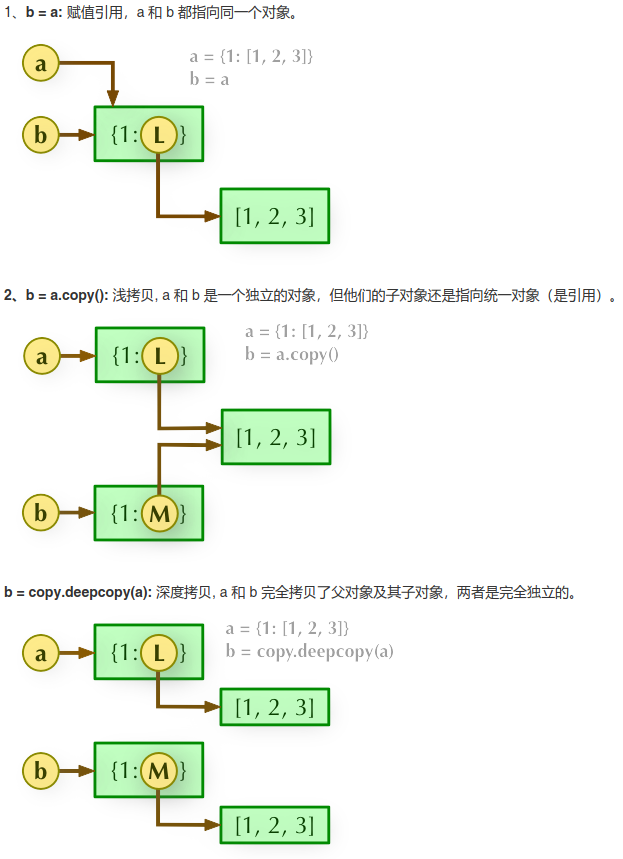 1、b = a: 赋值引用，a 和 b 都指向同一个对象。
a
a = {1: [1, 2, 3]}
b = a
b
{1: L }
[1, 2, 3]
2、b = a.copy(): 浅拷贝, a 和 b 是一个独立的对象，但他们的子对象还是指向统一对象（是引用）。
a
{1: L }
a = {1: [1, 2, 3]}
b = a.copy()
[1, 2, 3]
b
{1: M }
b = copy.deepcopy(a): 深度拷贝, a 和 b 完全拷贝了父对象及其子对象，两者是完全独立的。
a
{1: L }
a = {1: [1, 2, 3]}
b = copy.deepcopy(a)
[1, 2, 3]
b
{1: M }
[1, 2, 3]